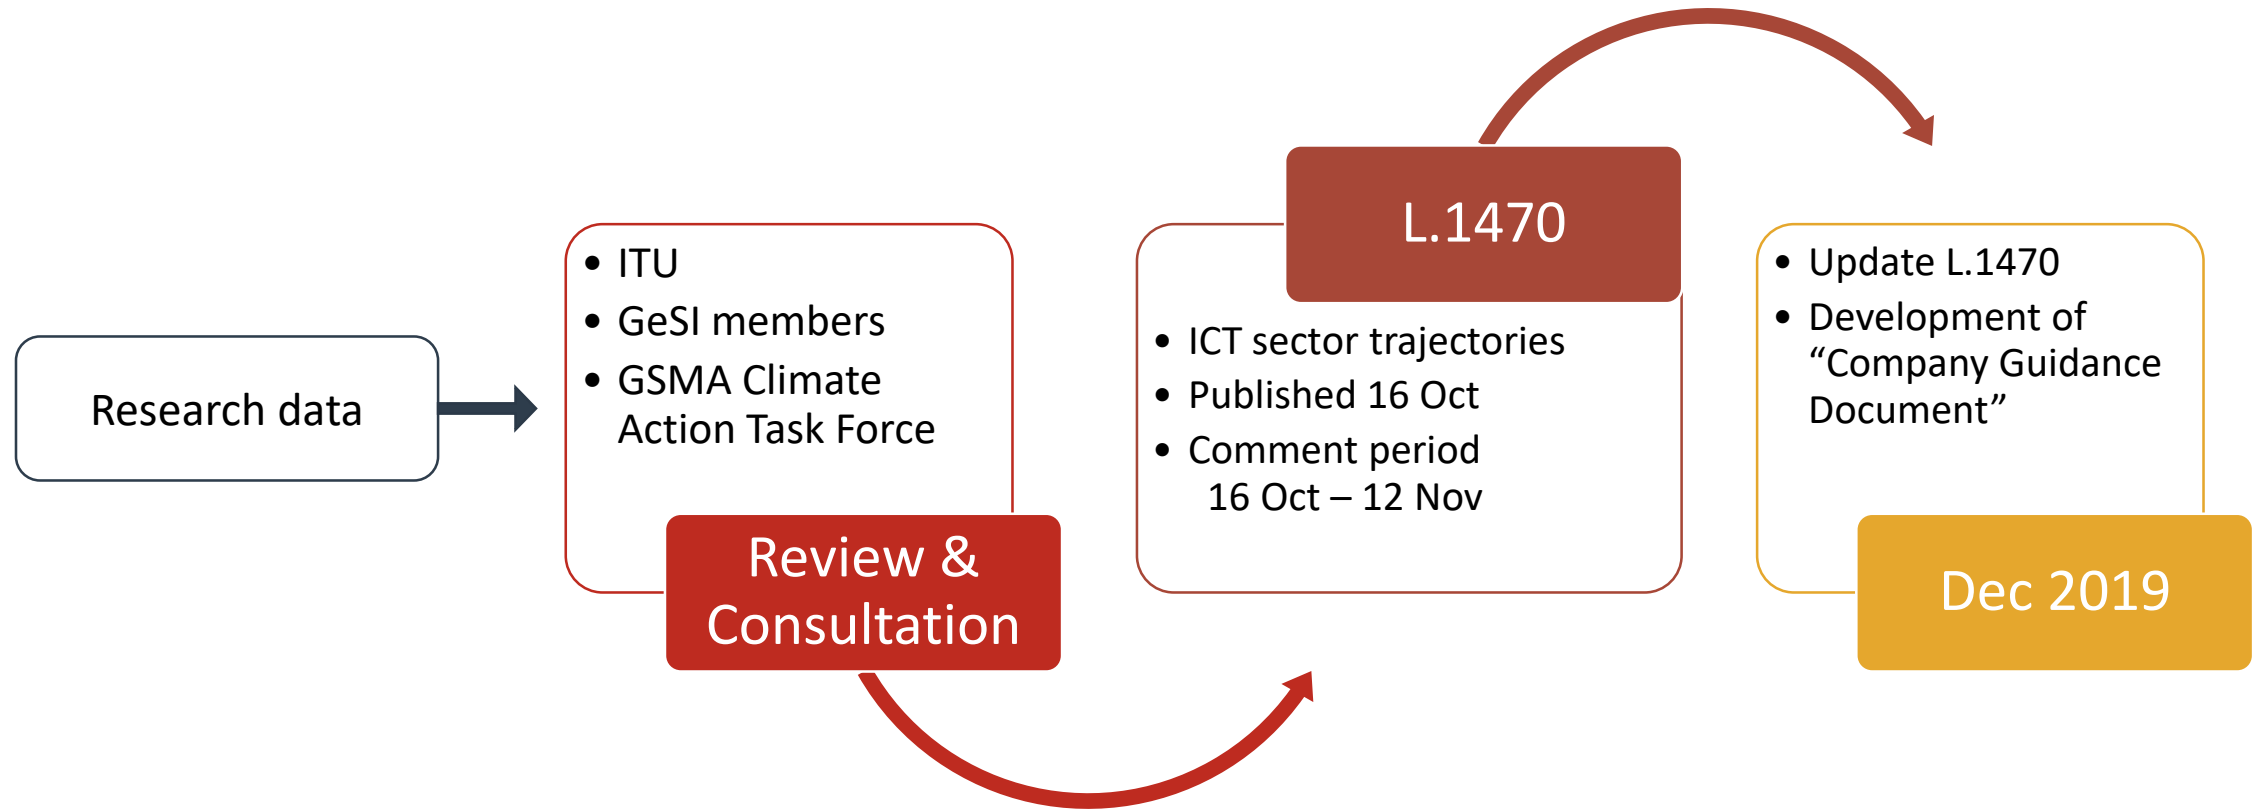 Research data
• ITU
• GeSI members
• GSMA Climate
Action Task Force
Review &
Consultation
L.1470
• ICT sector trajectories
• Published 16 Oct
• Comment period
16 Oct – 12 Nov
• Update L.1470
• Development of
“Company Guidance
Document”
Dec 2019